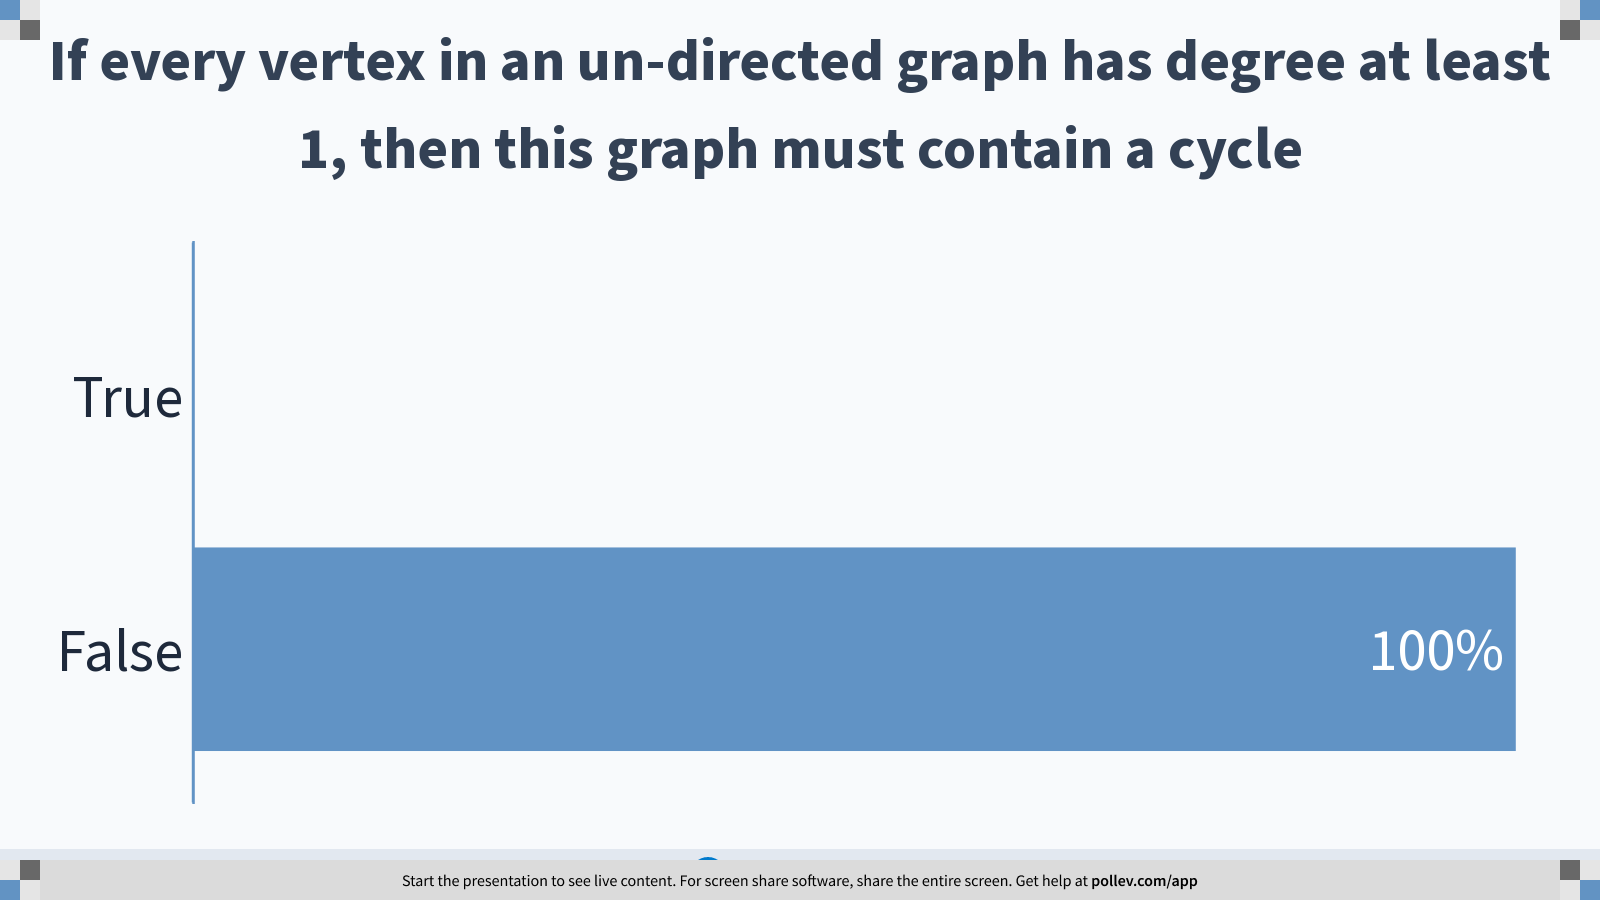 If every vertex in an un-directed graph has degree at least
1, then this graph must contain a cycle
True
False
100%
Start the presentation to see live content. For screen share software, share the entire screen. Get help at pollev.com/app